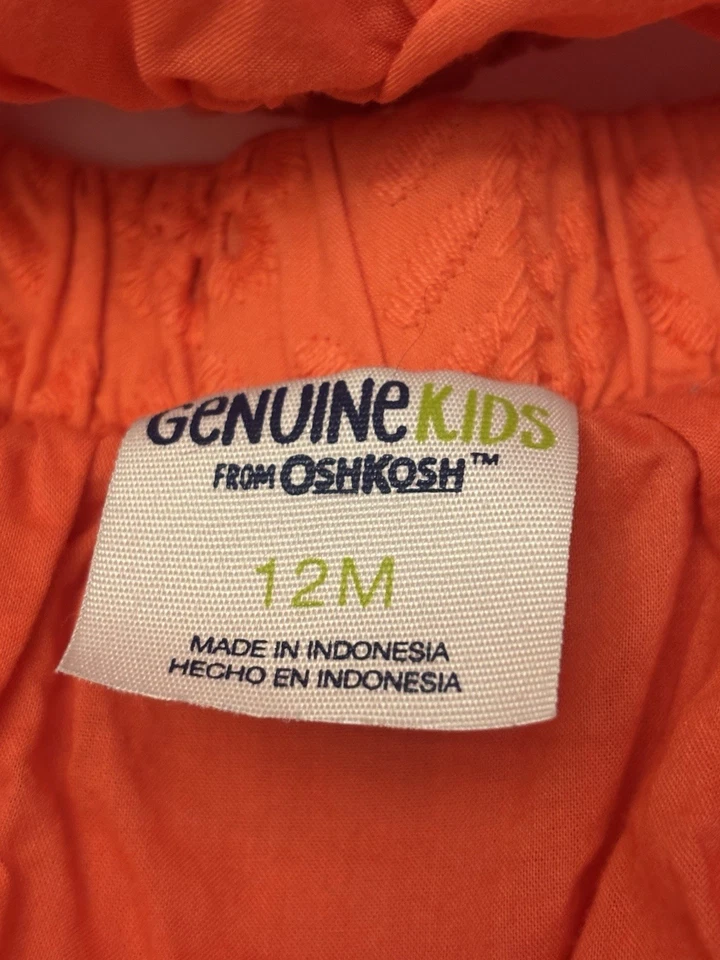 GeNUINe KIDS
FROM OSHKOSH™
12M
MADE IN INDONESIA
HECHO EN INDONESIA